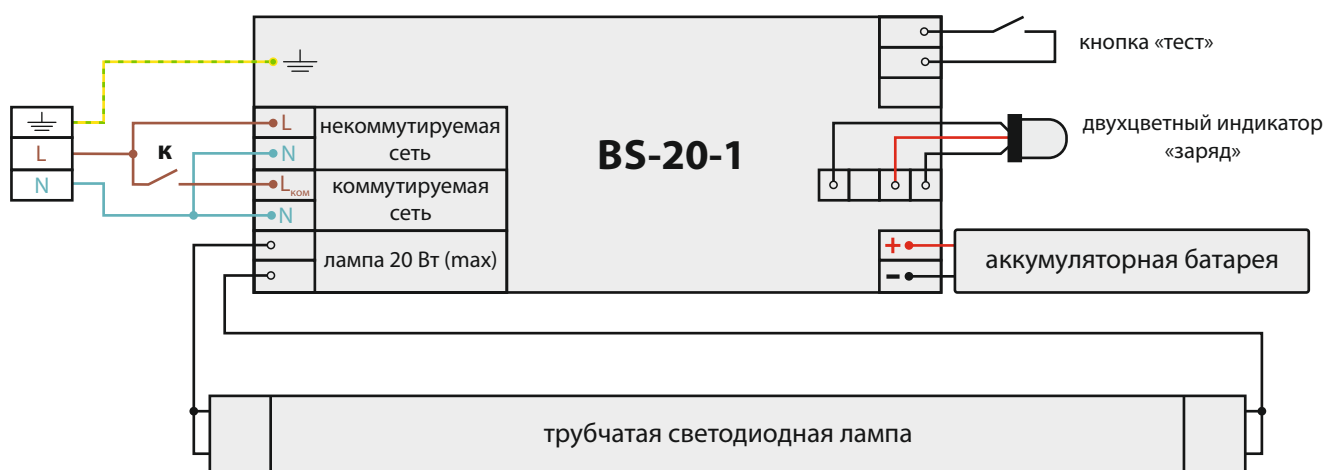 кнопка «тест»
L
N
К
L
N
Lком
N
некоммутируемая
сеть
коммутируемая
сеть
лампа 20 Вт (max)
BS-20-1
двухцветный индикатор
«заряд»
+
-
аккумуляторная батарея
трубчатая светодиодная лампа